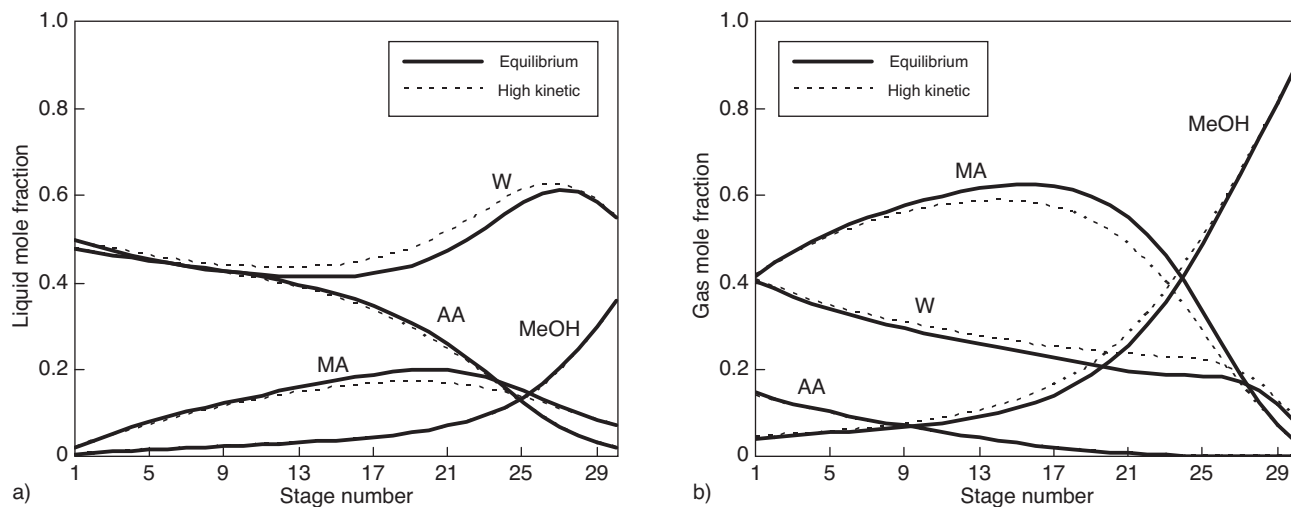 1.0
0.8
0.6
0.4
0.2
0
Liquid mole fraction
Equilibrium
High kinetic
W
AA
MeOH
MA
1 5 9 13 17 21 25 29
Stage number
a)
1.0
0.8
0.6
0.4
0.2
0
Gas mole fraction
Equilibrium
High kinetic
MeOH
MA
W
AA
1 5 9 13 17 21 25 29
Stage number
b)